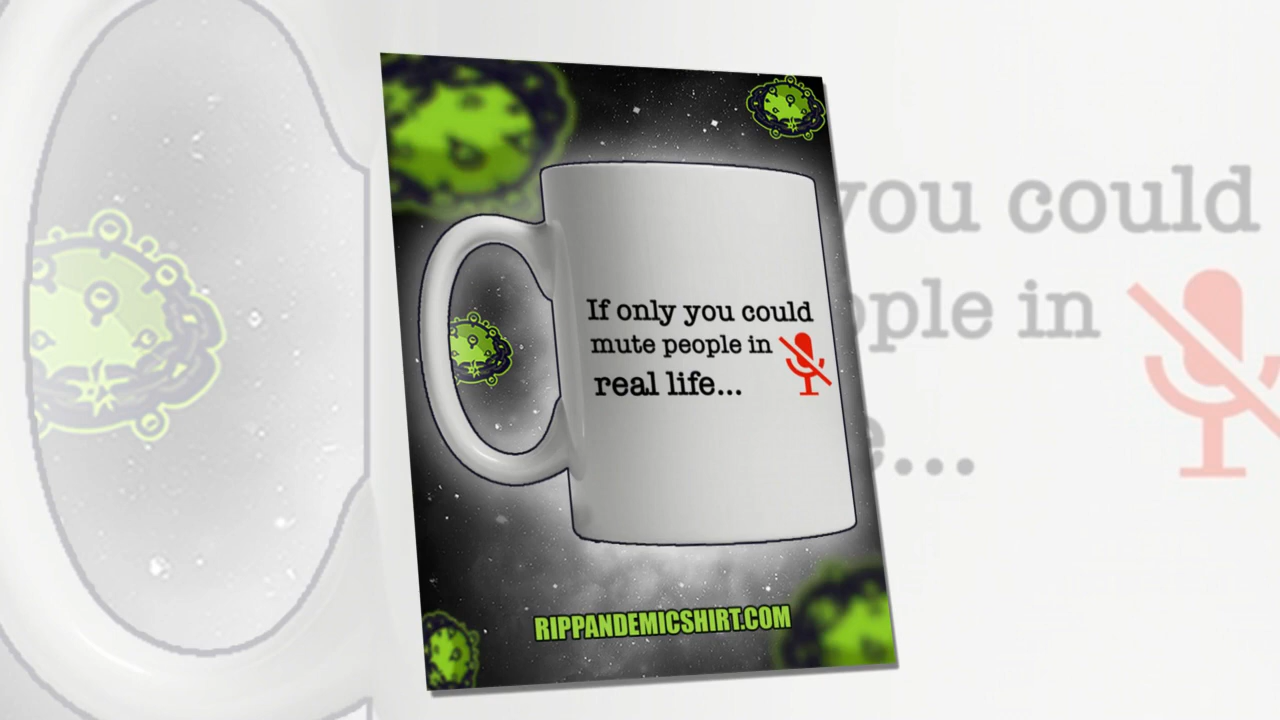 If only you could
mute people in
real life...
RIPPANDEMICSHIRT.COM
you could
ople in
e...